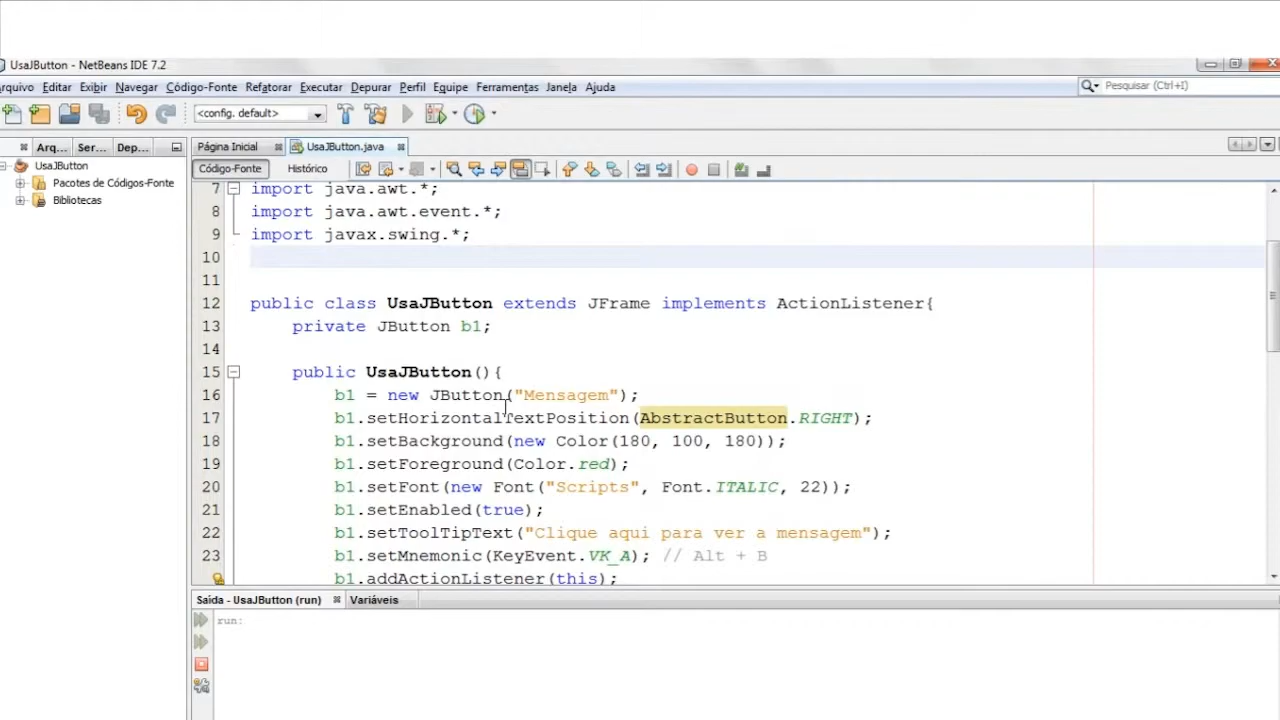 UsaJButton - NetBeans IDE 7.2
rquivo Editar Exibir Navegar Código-Fonte Refatorar Executar Depurar Perfil Equipe Ferramentas Janela Ajuda
Pesquisar (Ctrl+I)
<config. default>
Arq... Ser... Dep...
Página Inicial UsaJButton.java
UsaJButton
Pacotes de Códigos-Fonte
Bibliotecas
Código-Fonte Histórico
7 import java.awt.*;
8 import java.awt.event.*;
9 import javax.swing.*;
10
11
12 public class UsaJButton extends JFrame implements ActionListener{
13 private JButton b1;
14
15 public UsaJButton(){
16 b1 = new JButton("Mensagem");
17 b1.setHorizontalTextPosition(AbstractButton.RIGHT);
18 b1.setBackground(new Color(180, 100, 180));
19 b1.setForeground(Color.red);
20 b1.setFont(new Font("Scripts", Font.ITALIC, 22));
21 b1.setEnabled(true);
22 b1.setToolTipText("Clique aqui para ver a mensagem");
23 b1.setMnemonic(KeyEvent.VK_A); // Alt + B
b1.addActionListener(this);
Saída - UsaJButton (run) Variáveis
run: